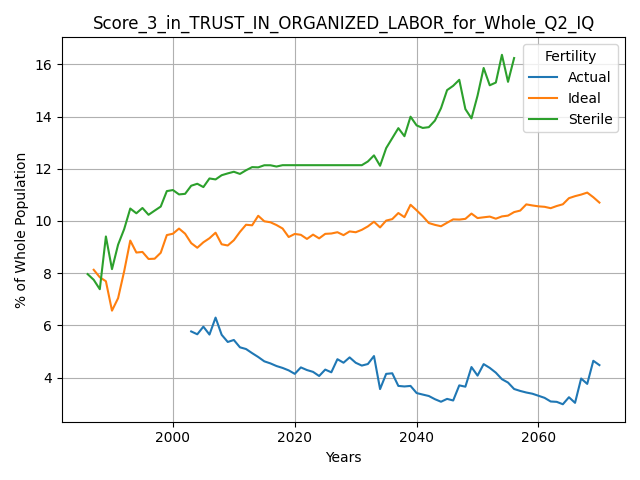 Score_3_in_TRUST_IN_ORGANIZED_LABOR_for_Whole_Q2_IQ
Fertility
Actual
Ideal
Sterile
% of Whole Population
16
14
12
10
8
6
4
2000
2020
2040
2060
Years